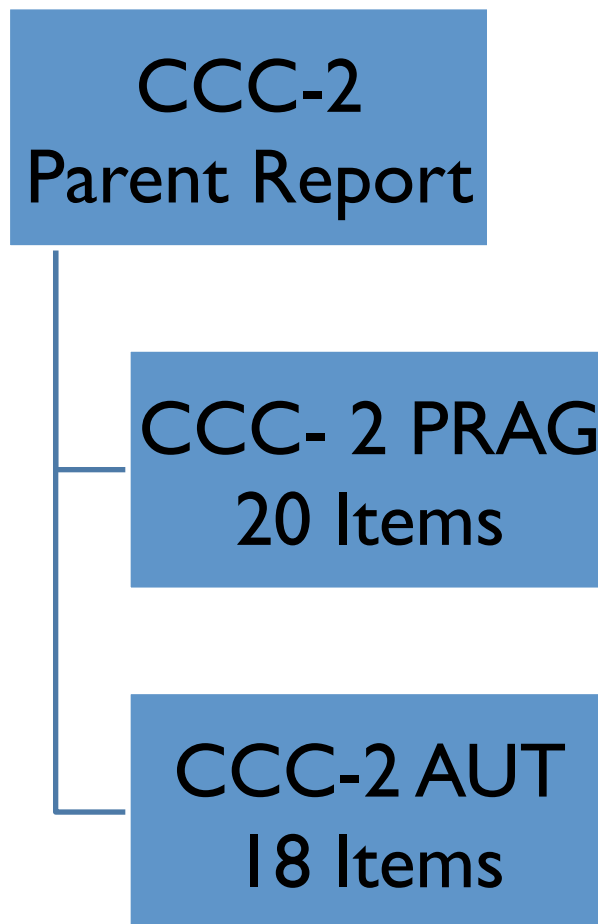 CCC-2
Parent Report
CCC- 2 PRAG
20 Items
CCC-2 AUT
18 Items